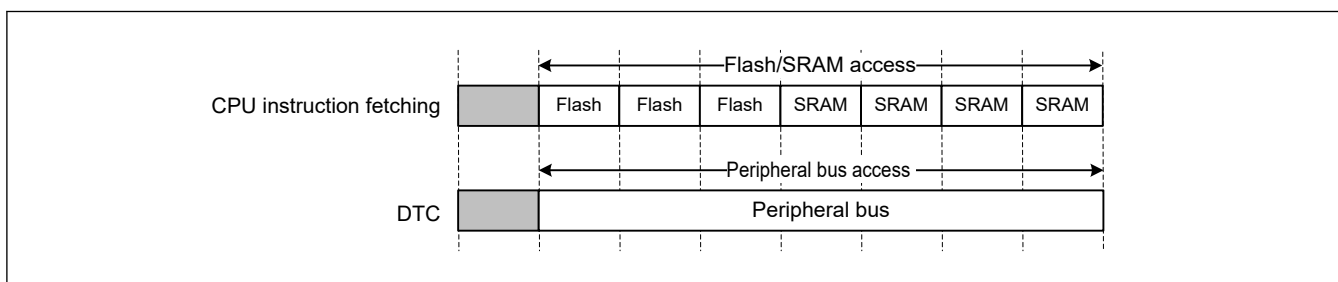 Flash/SRAM access
CPU instruction fetching Flash Flash Flash SRAM SRAM SRAM SRAM
Peripheral bus access
DTC Peripheral bus